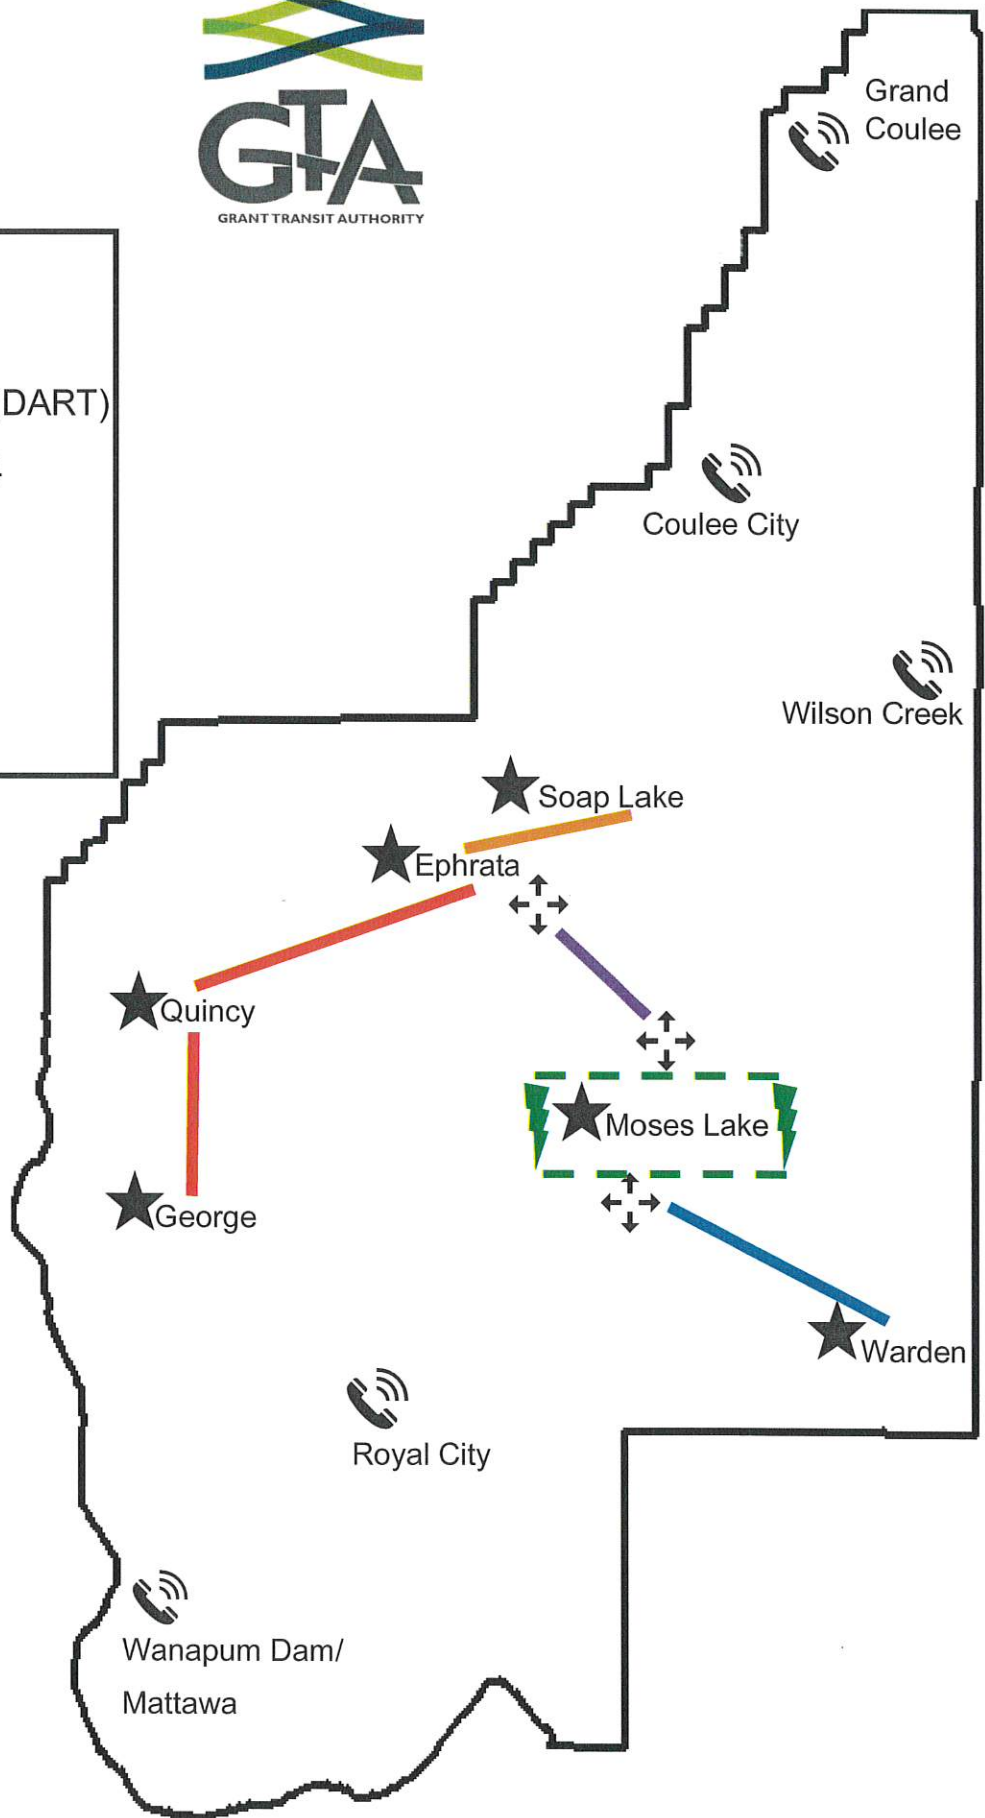 GTA
GRANT TRANSIT AUTHORITY
Grand
Coulee
DART)
Coulee City
Wilson Creek
Soap Lake
Ephrata
Quincy
Moses Lake
George
Warden
Royal City
Wanapum Dam/
Mattawa